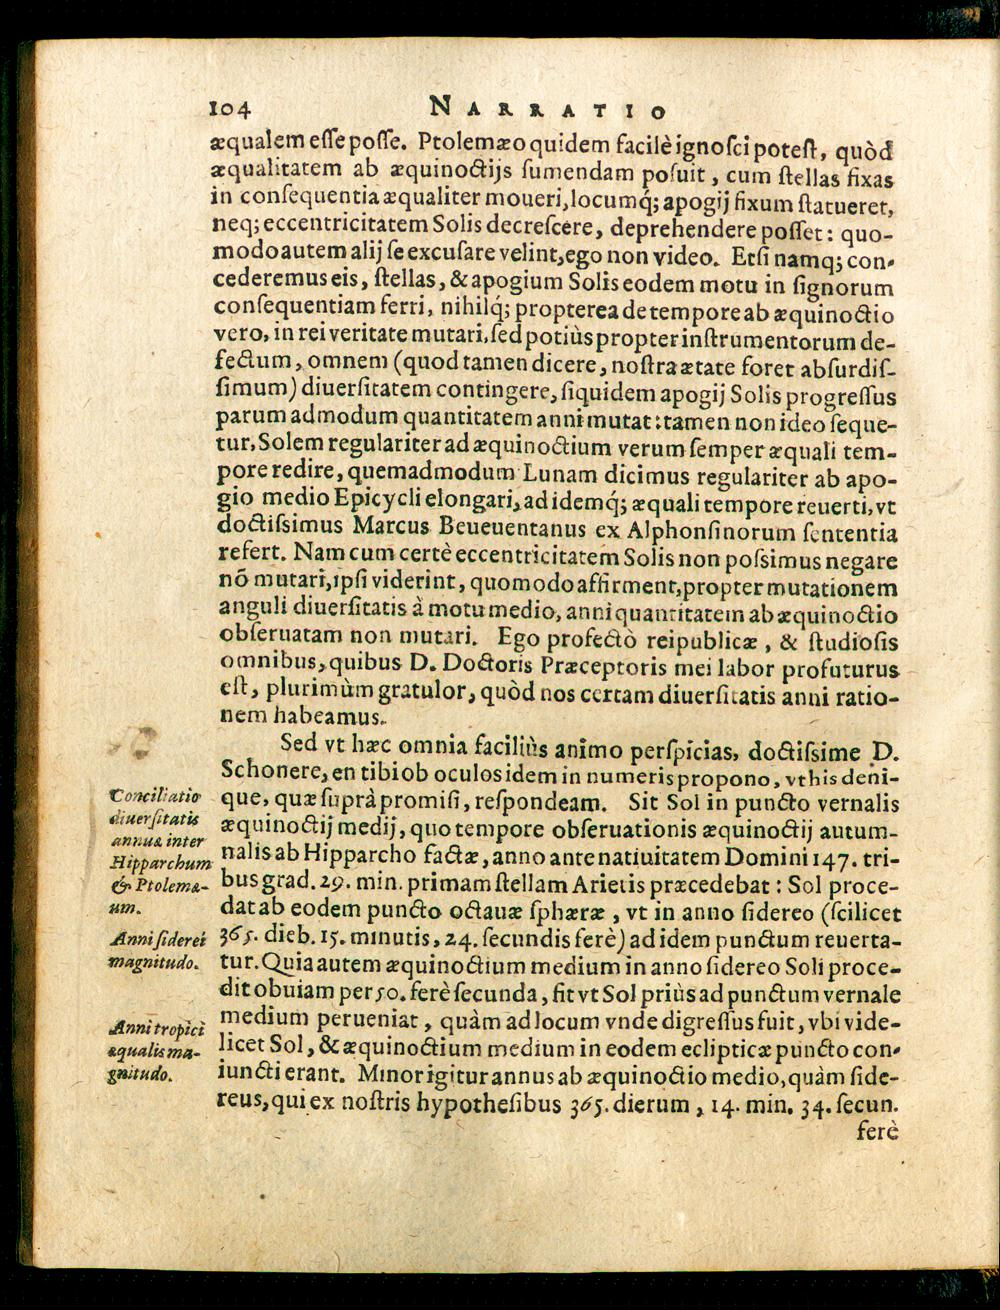 104 NARRATIO
æqualem eſſe poſſe. Ptolemæo quidem facilè ignoſci poteſt, quòd
æqualitatem ab æquinoctijs ſumendam poſuit, cum ſtellas fixas
in conſequentia æqualiter moueri, locumq́; apogij fixum ſtatueret,
neq; eccentricitatem Solis decreſcere, deprehendere poſſet: quo-
modo autem alij ſe excuſare velint, ego non video. Etſi namq; con-
cederemus eis, ſtellas, & apogium Solis eodem motu in ſignorum
conſequentiam ferri, nihilq́; propterea de tempore ab æquinoctio
vero, in rei veritate mutari, ſed potiùs propter inſtrumentorum de-
fectum, omnem (quod tamen dicere, noſtra ætate foret abſurdiſ-
ſimum) diuerſitatem contingere, ſiquidem apogij Solis progreſſus
parum admodum quantitatem anni mutat: tamen non ideo ſeque-
tur, Solem regulariter ad æquinoctium verum ſemper æquali tem-
pore redire, quemadmodum Lunam dicimus regulariter ab apo-
gio medio Epicycli elongari, ad idemq́; æquali tempore reuerti, vt
doctiſsimus Marcus Beueuentanus ex Alphonſinorum ſententia
refert. Nam cum certè eccentricitatem Solis non poſsimus negare
nõ mutari, ipſi viderint, quomodo affirment, propter mutationem
anguli diuerſitatis à motu medio, anni quantitatem ab æquinoctio
obſeruatam non mutari. Ego profectò reipublicæ, & ſtudioſis
omnibus, quibus D. Doctoris Præceptoris mei labor profuturus
eſt, plurimùm gratulor, quòd nos certam diuerſitatis anni ratio-
nem habeamus.
Sed vt hæc omnia faciliùs animo perſpicias, doctiſsime D.
Schonere, en tibi ob oculos idem in numeris propono, vt his deni-
que, quæ ſuprà promiſi, reſpondeam. Sit Sol in puncto vernalis
æquinoctij medij, quo tempore obſeruationis æquinoctij autum-
nalis ab Hipparcho factæ, anno ante natiuitatem Domini 147. tri-
bus grad. 29. min. primam ſtellam Arietis præcedebat: Sol proce-
dat ab eodem puncto octauæ ſphæræ, vt in anno ſidereo (ſcilicet
365. dieb. 15. minutis, 24. ſecundis ferè) ad idem punctum reuerta-
tur. Quia autem æquinoctium medium in anno ſidereo Soli proce-
dit obuiam per 50. ferè ſecunda, fit vt Sol priùs ad punctum vernale
medium perueniat, quàm ad locum vnde digreſſus fuit, vbi vide-
licet Sol, & æquinoctium medium in eodem eclipticæ puncto con-
iuncti erant. Minor igitur annus ab æquinoctio medio, quàm ſide-
reus, qui ex noſtris hypotheſibus 365. dierum, 14. min. 34. ſecun.
ferè
Conciliatio
diuerſitatis
annuæ inter
Hipparchum
& Ptolemæ-
um.
Anni ſiderei
magnitudo.
Anni tropici
æqualis ma-
gnitudo.